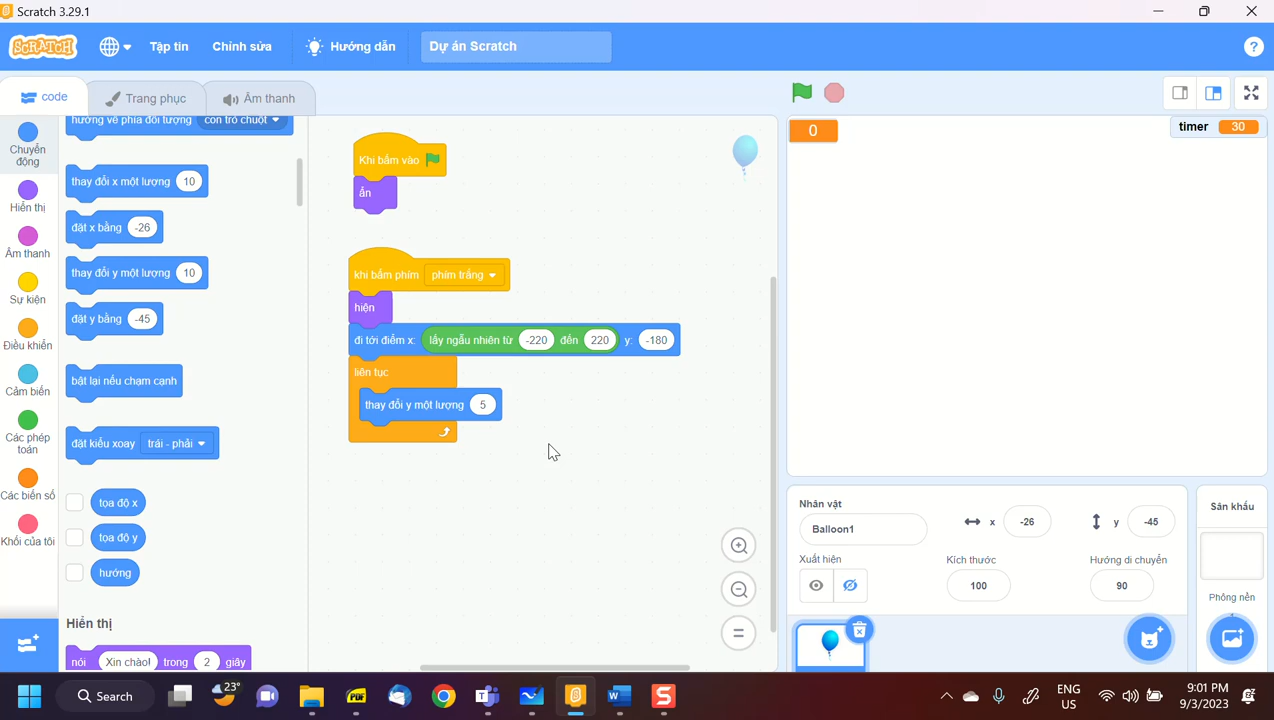 Scratch 3.29.1
SCRATCH
Tập tin
Chỉnh sửa
Hướng dẫn
Dự án Scratch
?
code
Trang phục
Âm thanh
Chuyển động
Hiển thị
Âm thanh
Sự kiện
Điều khiển
Cảm biến
Các phép toán
Các biến số
Khối của tôi
hướng về phía đối tượng con trỏ chuột
thay đổi x một lượng 10
đặt x bằng -26
thay đổi y một lượng 10
đặt y bằng -45
bật lại nếu chạm cạnh
đặt kiểu xoay trái - phải
tọa độ x
tọa độ y
hướng
Hiển thị
nói Xin chào! trong 2 giây
Khi bấm vào
ẩn
khi bấm phím phím trắng
hiện
đi tới điểm x: lấy ngẫu nhiên từ -220 đến 220 y: -180
liên tục
thay đổi y một lượng 5
0
timer 30
Nhân vật
Balloon1
x -26
y -45
Xuất hiện
Kích thước
100
Hướng di chuyển
90
Sân khấu
Phông nền
23°
Search
PDF
ENG
US
9:01 PM
9/3/2023